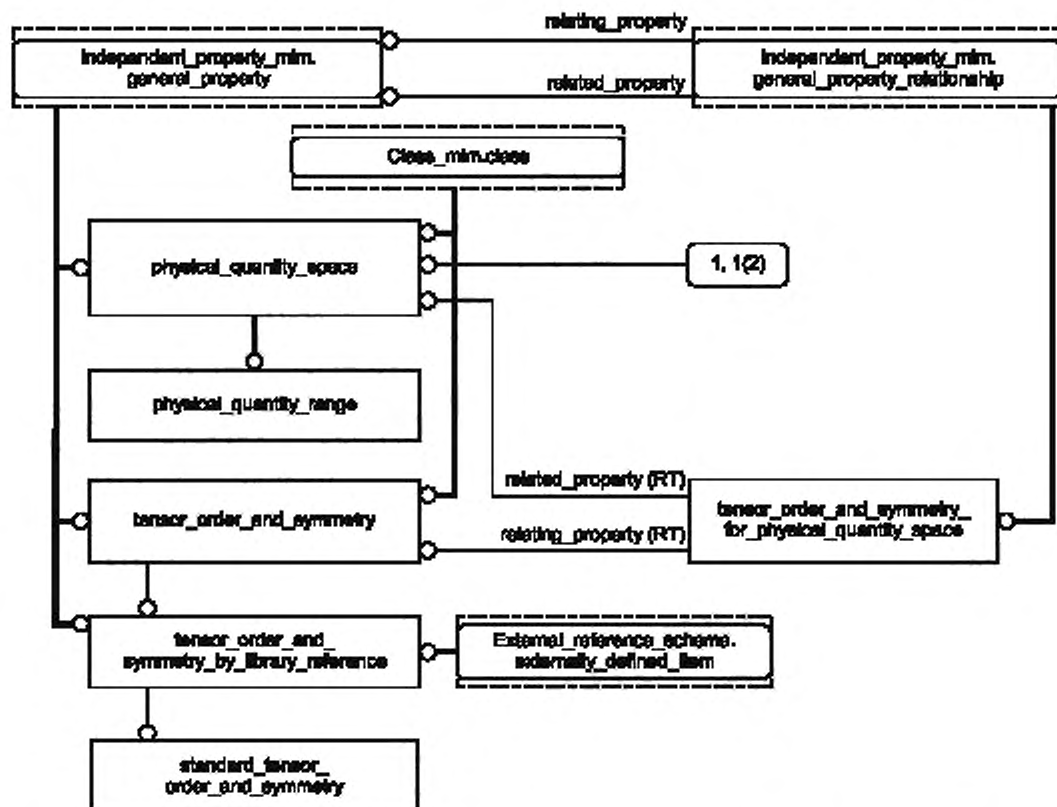 relating_property
Independent_property_mim.
general_property
Independent_property_mim.
general_property_relationship
related_property
Class_mim.class
physical_quantity_space
1, 1(2)
physical_quantity_range
related_property (RT)
tensor_order_and_symmetry
tensor_order_and_symmetry_
for_physical_quantity_space
relating_property (RT)
tensor_order_and_
symmetry_by_library_reference
External_reference_schema.
externally_defined_item
standard_tensor_
order_and_symmetry